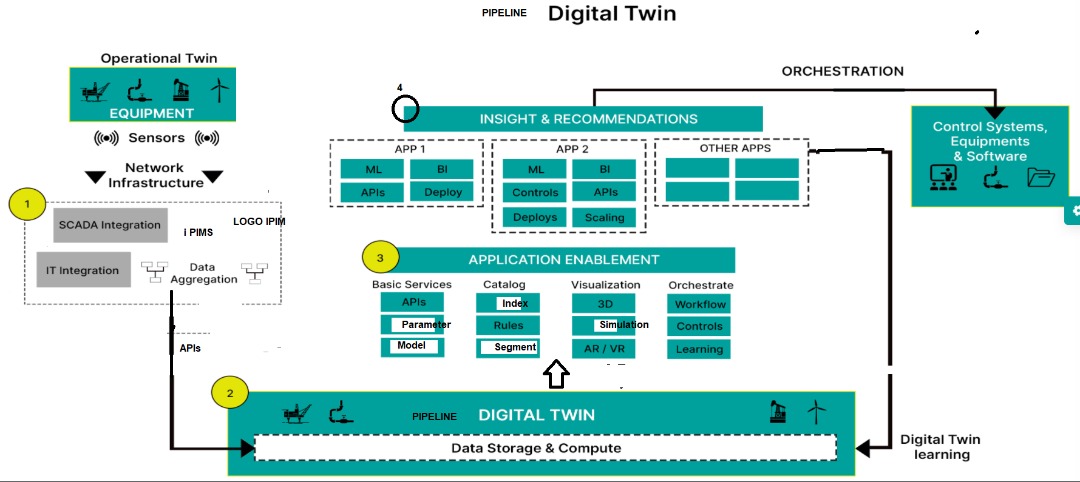 PIPELINE Digital Twin
Operational Twin
EQUIPMENT
Sensors
Network
Infrastructure
1
SCADA Integration
i PIMS
LOGO IPIM
IT Integration
Data
Aggregation
APIs
4
INSIGHT & RECOMMENDATIONS
APP 1
ML BI
APIs Deploy
APP 2
ML BI
Controls APIs
Deploys Scaling
OTHER APPS
ORCHESTRATION
Control Systems,
Equipments
& Software
3
APPLICATION ENABLEMENT
Basic Services Catalog Visualization Orchestrate
APIs Index 3D Workflow
Parameter Rules Simulation Controls
Model Segment AR / VR Learning
2
PIPELINE DIGITAL TWIN
Data Storage & Compute
Digital Twin
learning